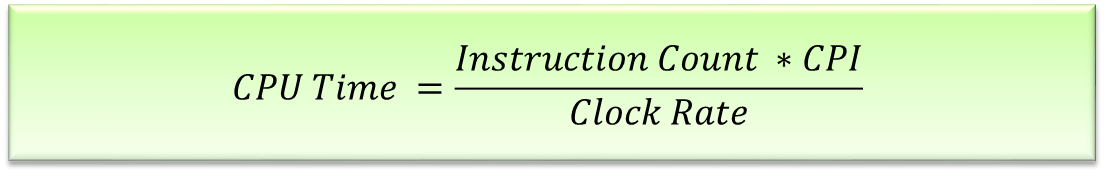 CPU Time = Instruction Count * CPI / Clock Rate